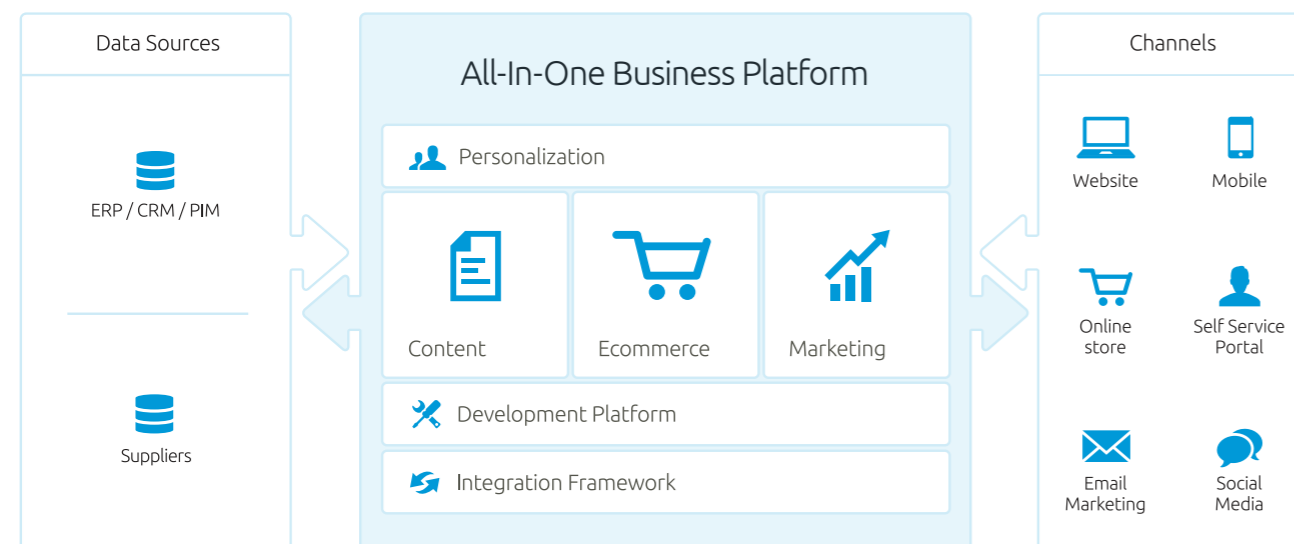 Data Sources
ERP / CRM / PIM
Suppliers
All-In-One Business Platform
Personalization
Content
Ecommerce
Marketing
Development Platform
Integration Framework
Channels
Website
Mobile
Online
store
Self Service
Portal
Email
Marketing
Social
Media